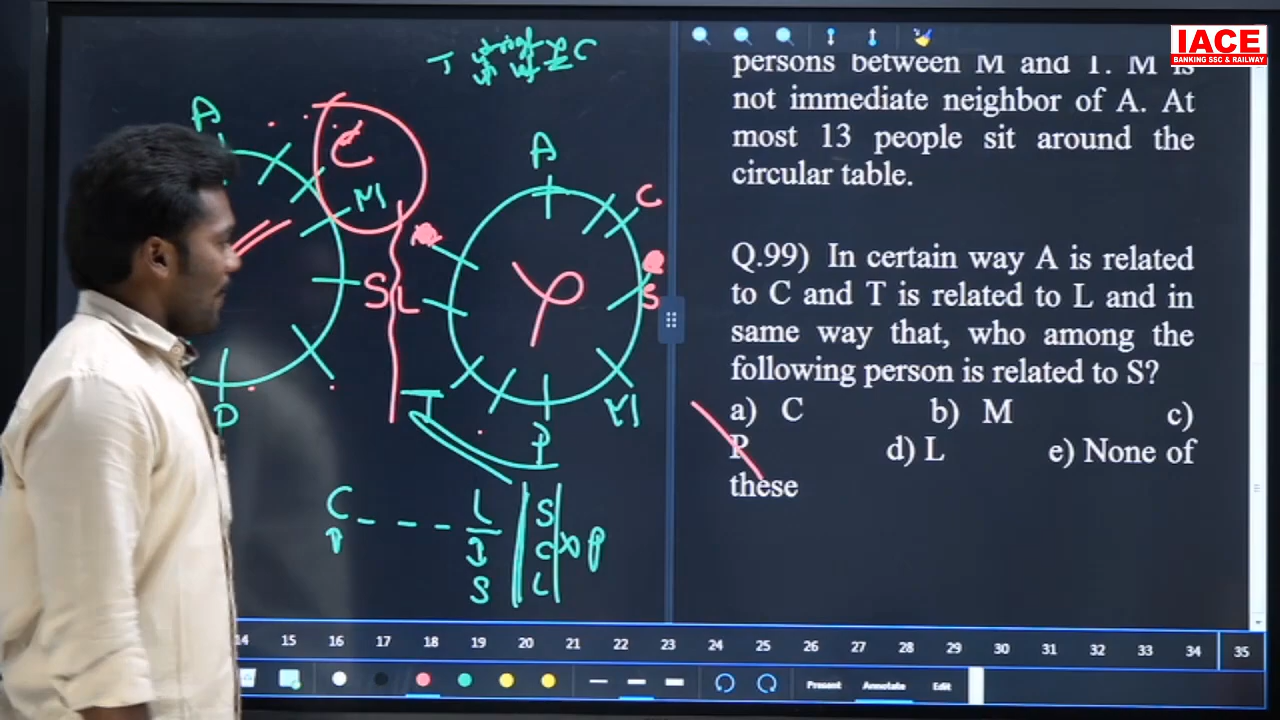 IACE
BANKING SSC & RAILWAY
persons between M and T. M is
not immediate neighbor of A. At
most 13 people sit around the
circular table.
Q.99) In certain way A is related
to C and T is related to L and in
same way that, who among the
following person is related to S?
a) C b) M c)
P d) L e) None of
these
A
C
M
S
D
A
C
S
M
P
T
L
C - - - L
S
S
C
L
P
14 15 16 17 18 19 20 21 22 23 24 25 26 27 28 29 30 31 32 33 34 35
Present Annotate Edit